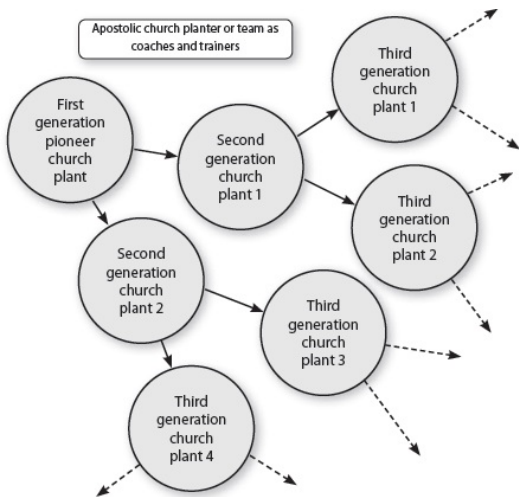 Apostolic church planter or team as
coaches and trainers
First
generation
pioneer
church
plant
Second
generation
church
plant 1
Third
generation
church
plant 1
Third
generation
church
plant 2
Second
generation
church
plant 2
Third
generation
church
plant 3
Third
generation
church
plant 4